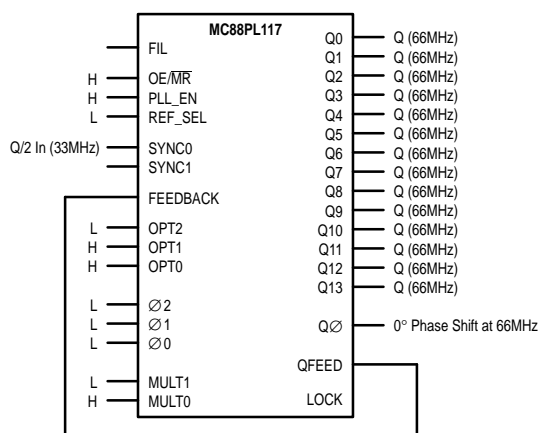 MC88PL117
FIL
H OE/MR
H PLL_EN
L REF_SEL
Q/2 In (33MHz) SYNC0
SYNC1
FEEDBACK
L OPT2
H OPT1
H OPT0
L ∅2
L ∅1
L ∅0
L MULT1
H MULT0
Q0 Q (66MHz)
Q1 Q (66MHz)
Q2 Q (66MHz)
Q3 Q (66MHz)
Q4 Q (66MHz)
Q5 Q (66MHz)
Q6 Q (66MHz)
Q7 Q (66MHz)
Q8 Q (66MHz)
Q9 Q (66MHz)
Q10 Q (66MHz)
Q11 Q (66MHz)
Q12 Q (66MHz)
Q13 Q (66MHz)
Q∅ 0° Phase Shift at 66MHz
QFEED
LOCK